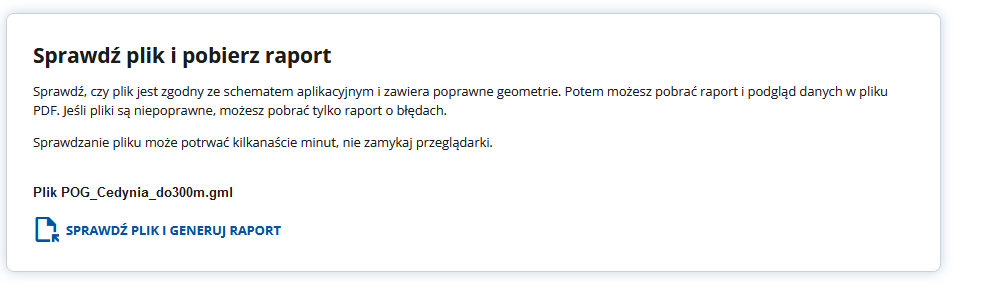 Sprawdź plik i pobierz raport
Sprawdź, czy plik jest zgodny ze schematem aplikacyjnym i zawiera poprawne geometrie. Potem możesz pobrać raport i podgląd danych w pliku
PDF. Jeśli pliki są niepoprawne, możesz pobrać tylko raport o błędach.
Sprawdzanie pliku może potrwać kilkanaście minut, nie zamykaj przeglądarki.
Plik POG_Cedynia_do300m.gml
SPRAWDŹ PLIK I GENERUJ RAPORT